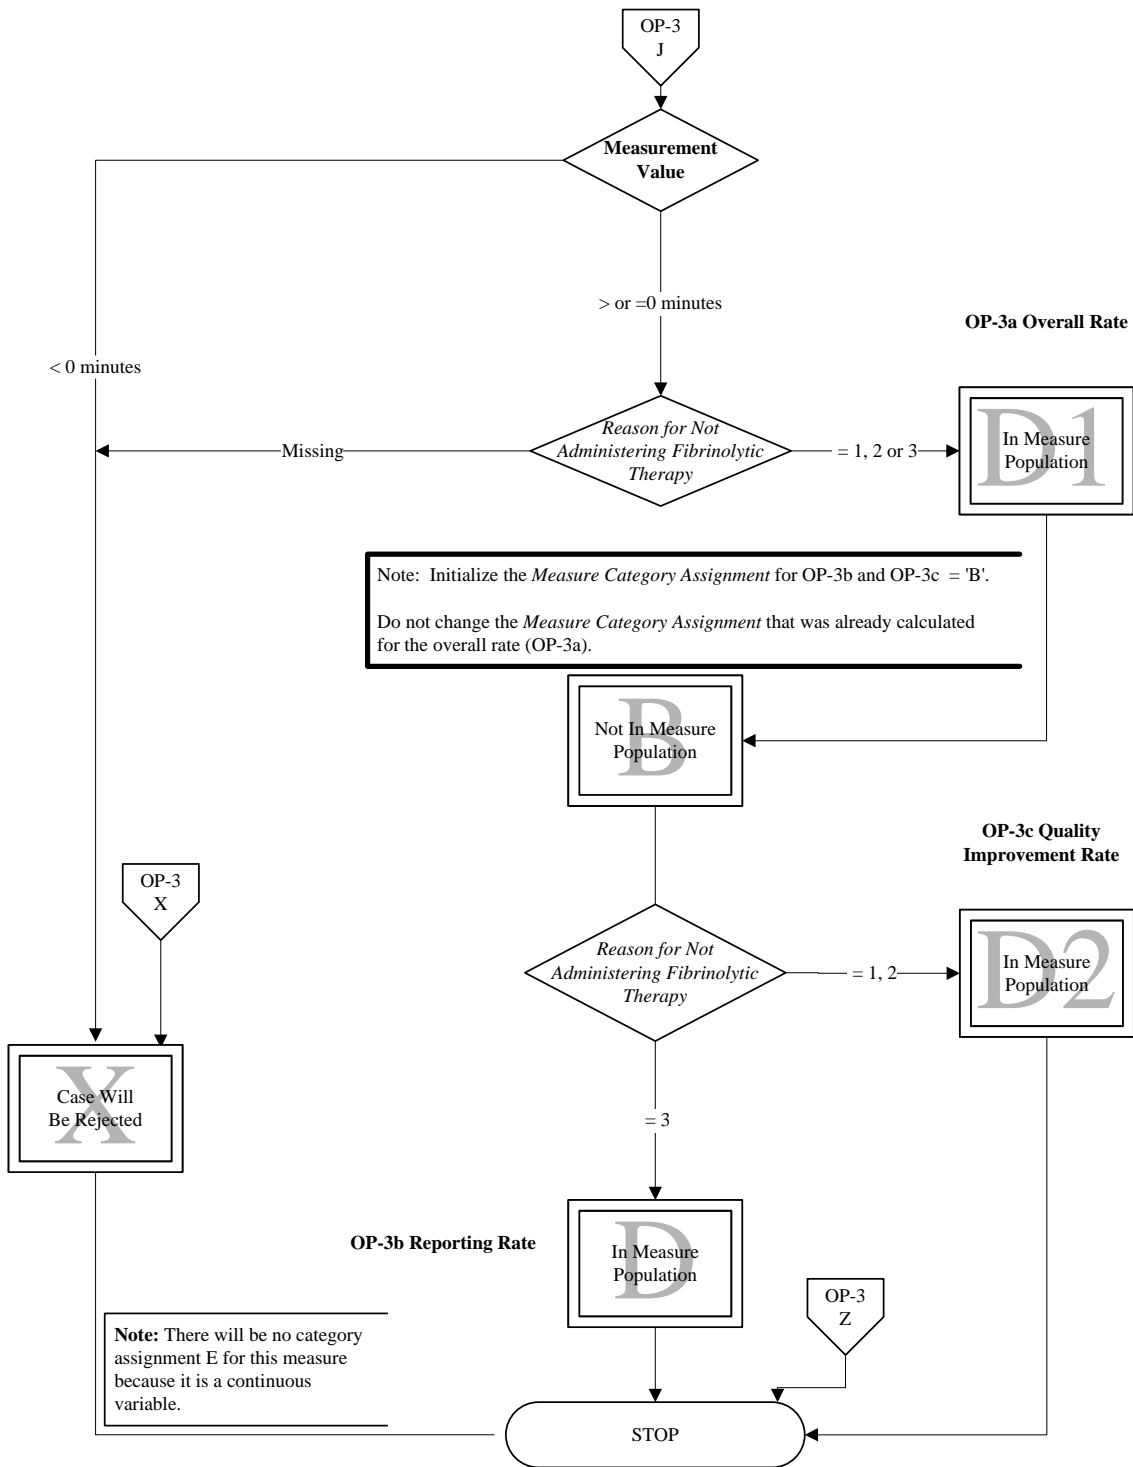 OP-3
J
Measurement
Value
> or =0 minutes
OP-3a Overall Rate
< 0 minutes
Reason for Not
Administering Fibrinolytic
Therapy
Missing
= 1, 2 or 3
D1
In Measure
Population
Note:  Initialize the Measure Category Assignment for OP-3b and OP-3c  = 'B'.
Do not change the Measure Category Assignment that was already calculated
for the overall rate (OP-3a).
B
Not In Measure
Population
OP-3c Quality
Improvement Rate
OP-3
X
Reason for Not
Administering Fibrinolytic
Therapy
= 1, 2
D2
In Measure
Population
X
Case Will
Be Rejected
= 3
OP-3b Reporting Rate
D
In Measure
Population
OP-3
Z
Note: There will be no category
assignment E for this measure
because it is a continuous
variable.
STOP